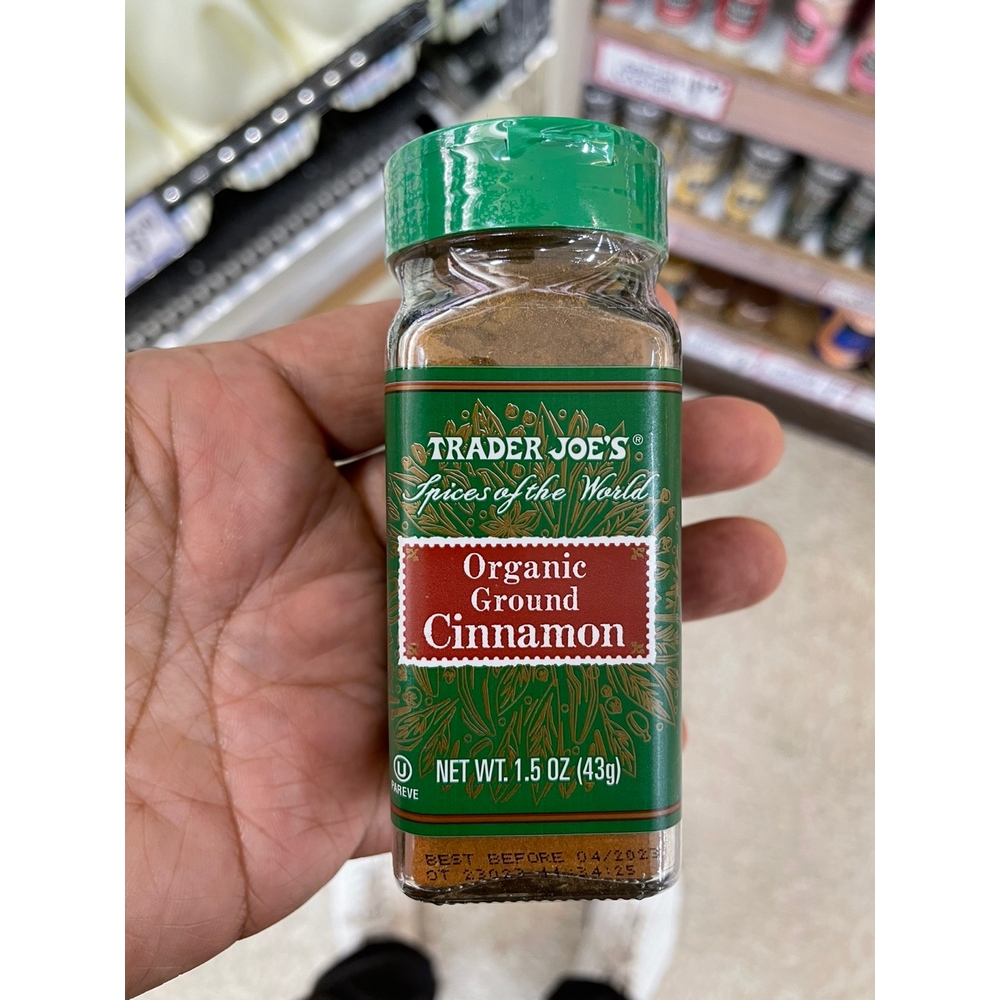 TRADER JOE'S®
Spices of the World
Organic
Ground
Cinnamon
U
PAREVE
NET WT. 1.5 OZ (43g)
BEST BEFORE 04/2023